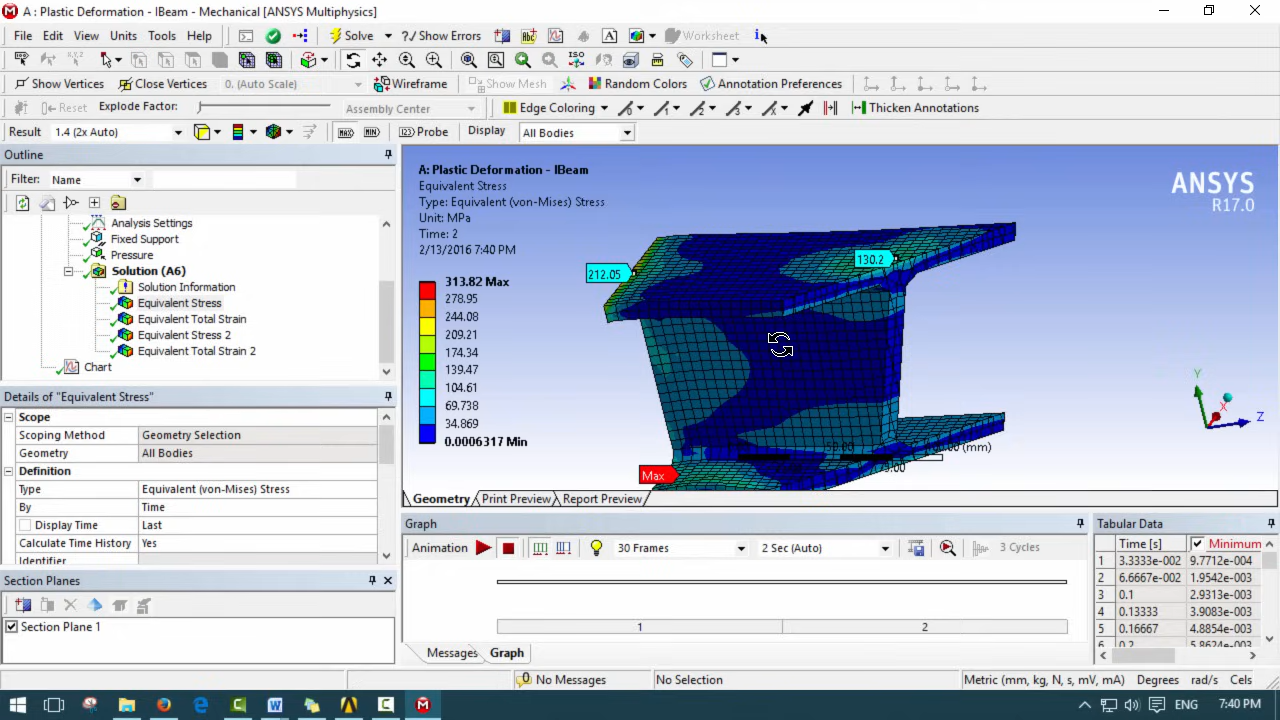 A : Plastic Deformation - IBeam - Mechanical [ANSYS Multiphysics]
File Edit View Units Tools Help Solve ?/ Show Errors Worksheet
Show Vertices Close Vertices 0. (Auto Scale) Wireframe Show Mesh Random Colors Annotation Preferences
Reset Explode Factor: Assembly Center Edge Coloring Thicken Annotations
Result 1.4 (2x Auto) MAX MIN Probe Display All Bodies
Outline
Filter: Name
Analysis Settings
Fixed Support
Pressure
Solution (A6)
Solution Information
Equivalent Stress
Equivalent Total Strain
Equivalent Stress 2
Equivalent Total Strain 2
Chart
Details of "Equivalent Stress"
Scope
Scoping Method Geometry Selection
Geometry All Bodies
Definition
Type Equivalent (von-Mises) Stress
By Time
Display Time Last
Calculate Time History Yes
Identifier
Section Planes
Section Plane 1
A: Plastic Deformation - IBeam
Equivalent Stress
Type: Equivalent (von-Mises) Stress
Unit: MPa
Time: 2
2/13/2016 7:40 PM
313.82 Max
278.95
244.08
209.21
174.34
139.47
104.61
69.738
34.869
0.0006317 Min
212.05
130.2
Max
ANSYS
R17.0
Y
X
Z
Geometry Print Preview Report Preview
Graph
Animation 30 Frames 2 Sec (Auto) 3 Cycles
1 2
Messages Graph
Tabular Data
Time [s] Minimum
1 3.3333e-002 9.7712e-004
2 6.6667e-002 1.9542e-003
3 0.1 2.9313e-003
4 0.13333 3.9083e-003
5 0.16667 4.8854e-003
6 0.2 5.8624e-003
No Messages No Selection Metric (mm, kg, N, s, mV, mA) Degrees rad/s Celsi
ENG 7:40 PM